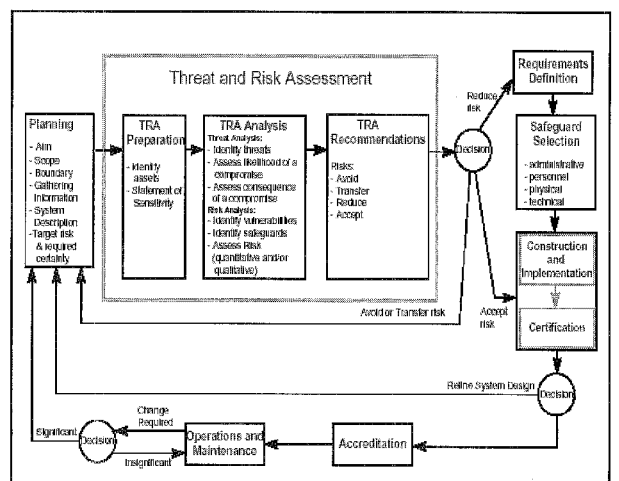 Threat and Risk Assessment
Planning
- Aim
- Scope
- Boundary
- Gathering
Information
- System
Description
- Target risk
& required
certainty
TRA
Preparation
- Identify
assets
- Statement of
Sensitivity
TRA Analysis
Threat Analysis:
- Identify threats
- Assess likelihood of a
compromise
- Assess consequence
of a compromise
Risk Analysis:
- Identify vulnerabilities
- Identify safeguards
- Assess Risk
(quantitative and/or
qualitative)
TRA
Recommendations
Risks:
- Avoid
- Transfer
- Reduce
- Accept
Decision
Reduce
risk
Requirements
Definition
Safeguard
Selection
- administrative
- personnel
- physical
- technical
Construction
and
Implementation
Certification
Accept
risk
Avoid or Transfer risk
Decision
Refine System Design
Accreditation
Operations and
Maintenance
Change
Required
Decision
Insignificant
Significant